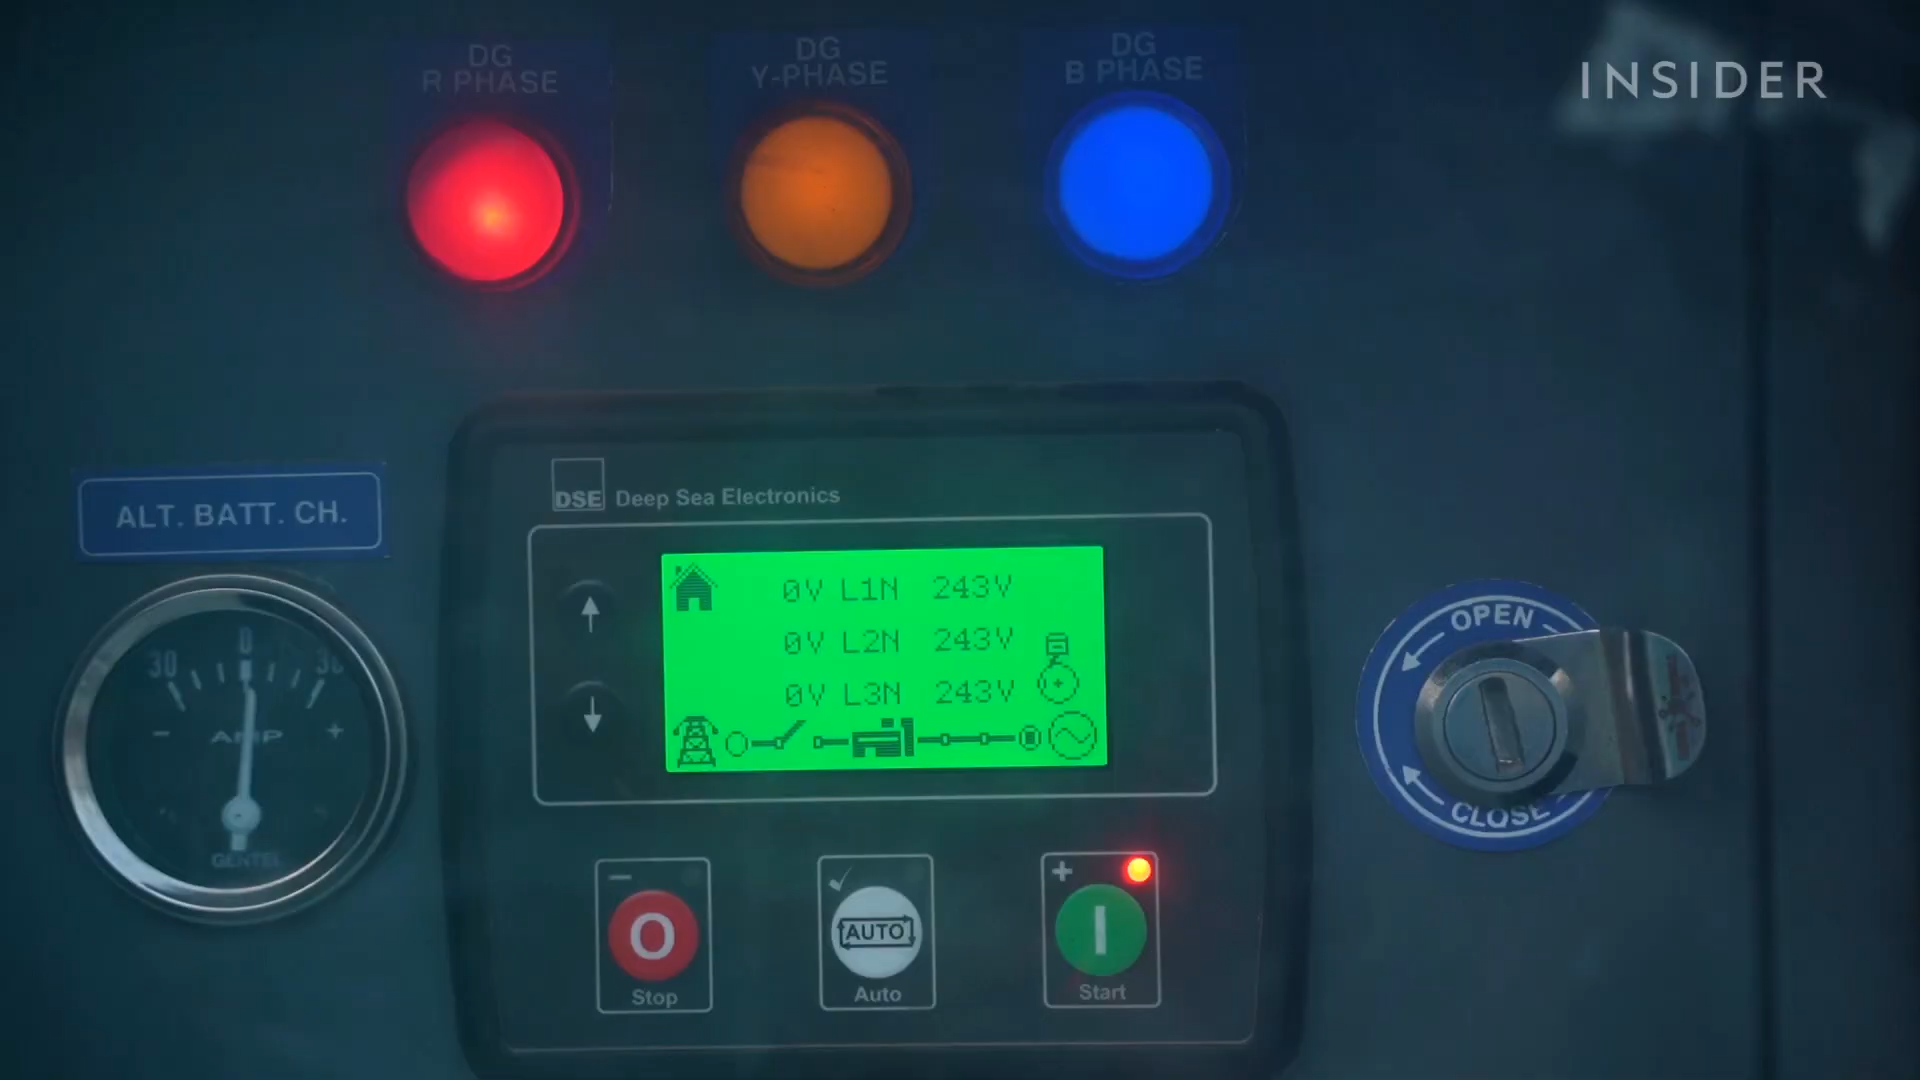 DG
R PHASE
DG
Y-PHASE
DG
B PHASE
INSIDER
ALT. BATT. CH.
30 0 30
- AMP +
DSE Deep Sea Electronics
0V L1N 243V
0V L2N 243V
0V L3N 243V
OPEN
CLOSE
O
Stop
AUTO
Auto
I
Start